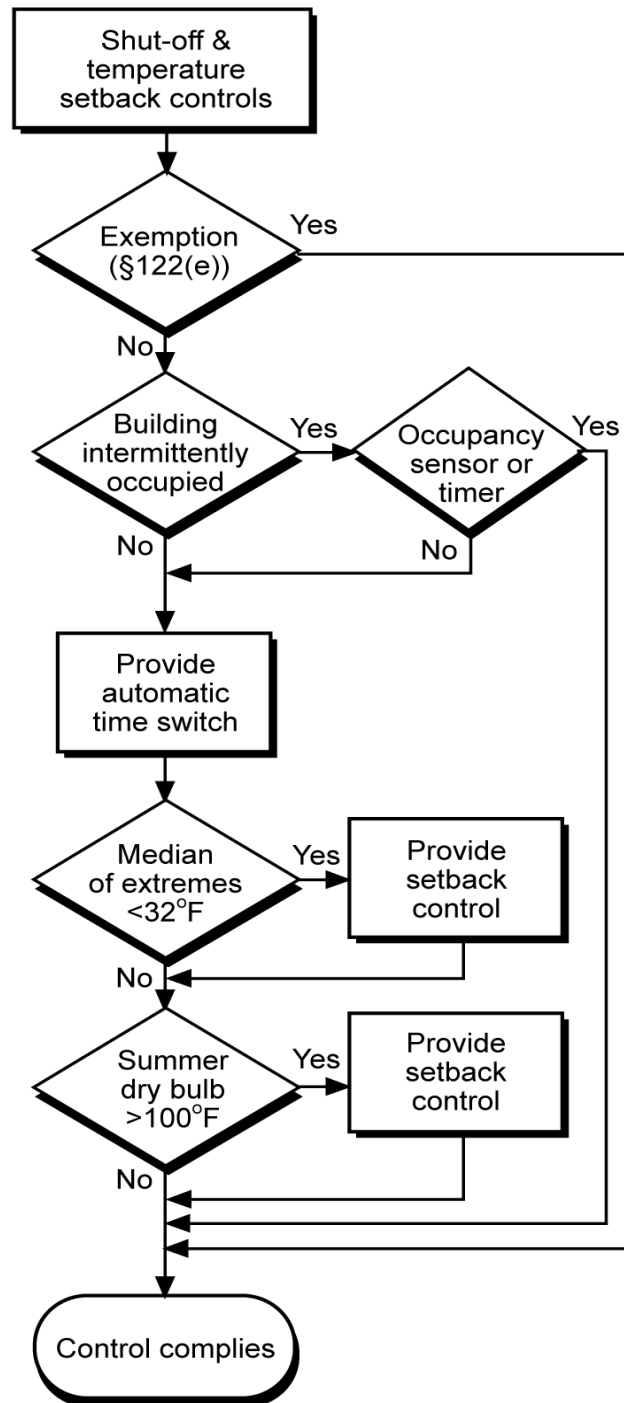 Shut-off &
temperature
setback controls
Exemption
(§122(e))
Yes
No
Building
intermittently
occupied
Yes
Occupancy
sensor or
timer
Yes
No
No
Provide
automatic
time switch
Median
of extremes
<32°F
Yes
Provide
setback
control
No
Summer
dry bulb
>100°F
Yes
Provide
setback
control
No
Control complies